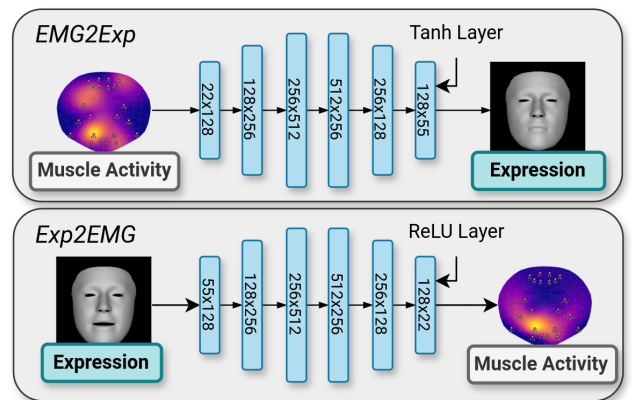 EMG2Exp
Tanh Layer
22x128
128x256
256x512
512x256
256x128
128x55
Muscle Activity
Expression
Exp2EMG
ReLU Layer
55x128
128x256
256x512
512x256
256x128
128x22
Expression
Muscle Activity